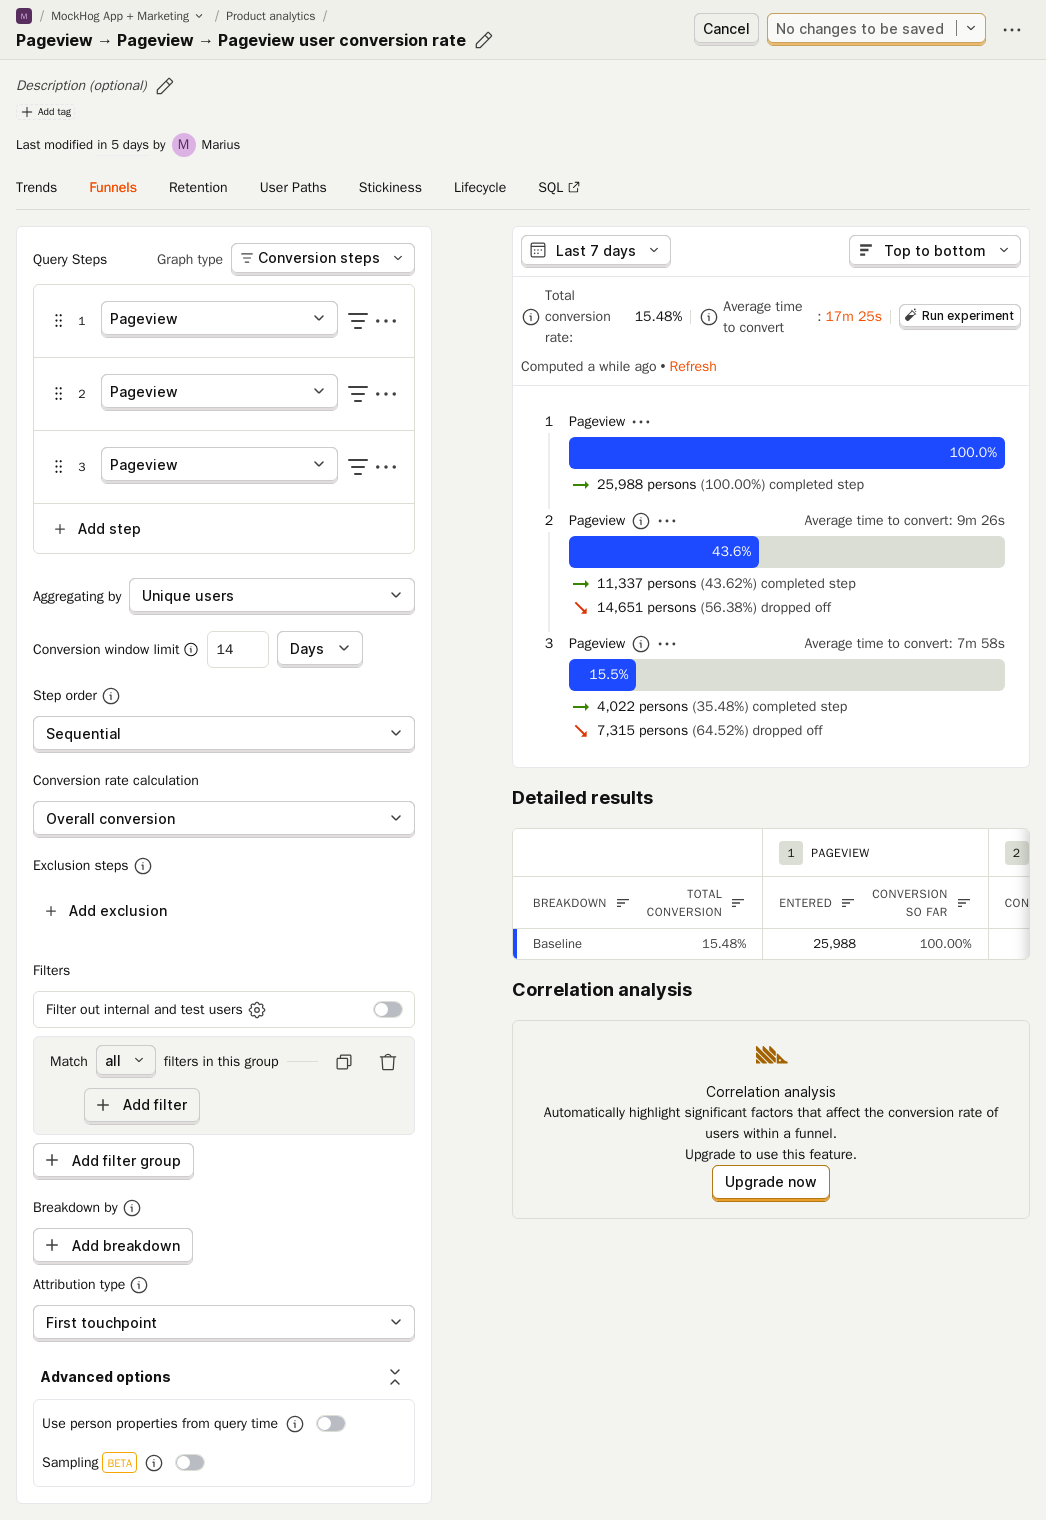 M / MockHog App + Marketing / Product analytics /
Pageview → Pageview → Pageview user conversion rate
Cancel
No changes to be saved
Description (optional)
Add tag
Last modified in 5 days by M Marius
Trends Funnels Retention User Paths Stickiness Lifecycle SQL
Query Steps Graph type Conversion steps
1 Pageview
2 Pageview
3 Pageview
Add step
Aggregating by Unique users
Conversion window limit 14 Days
Step order
Sequential
Conversion rate calculation
Overall conversion
Exclusion steps
Add exclusion
Filters
Filter out internal and test users
Match all filters in this group
Add filter
Add filter group
Breakdown by
Add breakdown
Attribution type
First touchpoint
Advanced options
Use person properties from query time
Sampling BETA
Last 7 days
Top to bottom
Total
conversion
rate:
15.48%
Average time
to convert
: 17m 25s
Run experiment
Computed a while ago • Refresh
1 Pageview
100.0%
25,988 persons (100.00%) completed step
2 Pageview Average time to convert: 9m 26s
43.6%
11,337 persons (43.62%) completed step
14,651 persons (56.38%) dropped off
3 Pageview Average time to convert: 7m 58s
15.5%
4,022 persons (35.48%) completed step
7,315 persons (64.52%) dropped off
Detailed results
1 PAGEVIEW 2
BREAKDOWN
TOTAL
CONVERSION
ENTERED
CONVERSION
SO FAR
CON
Baseline 15.48% 25,988 100.00%
Correlation analysis
Correlation analysis
Automatically highlight significant factors that affect the conversion rate of
users within a funnel.
Upgrade to use this feature.
Upgrade now